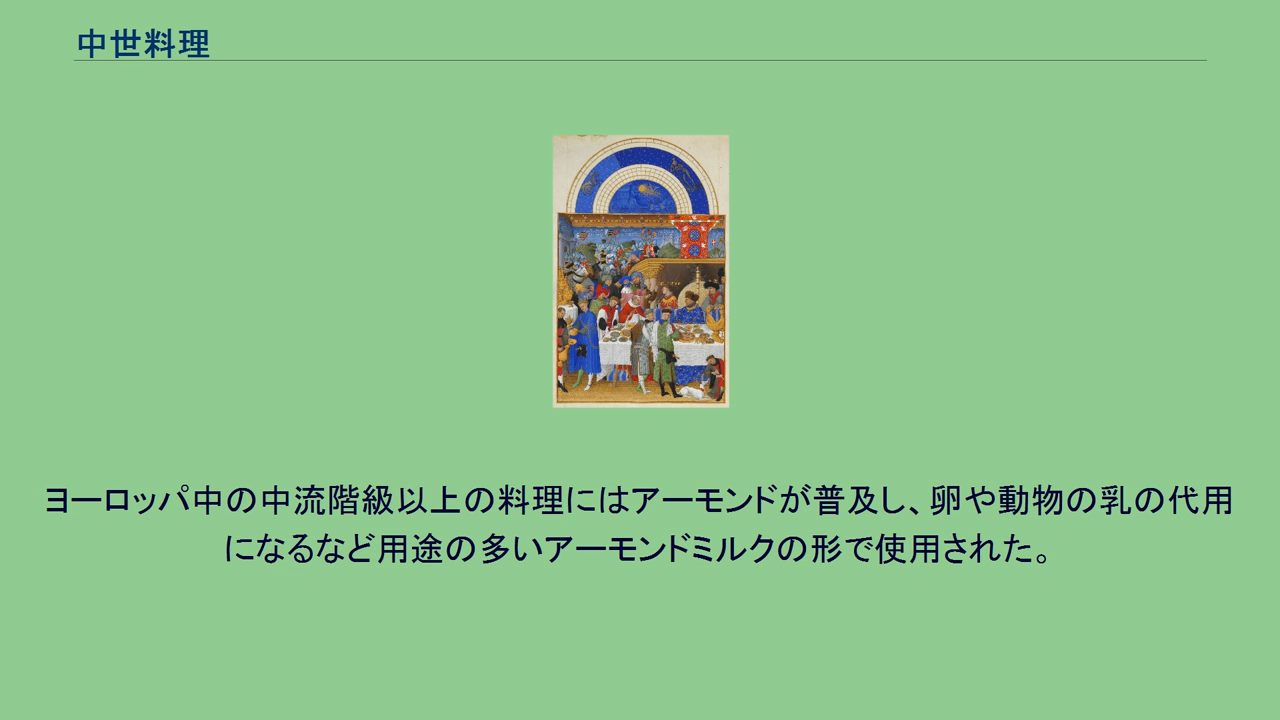 中世料理
ヨーロッパ中の中流階級以上の料理にはアーモンドが普及し、卵や動物の乳の代用
になるなど用途の多いアーモンドミルクの形で使用された。